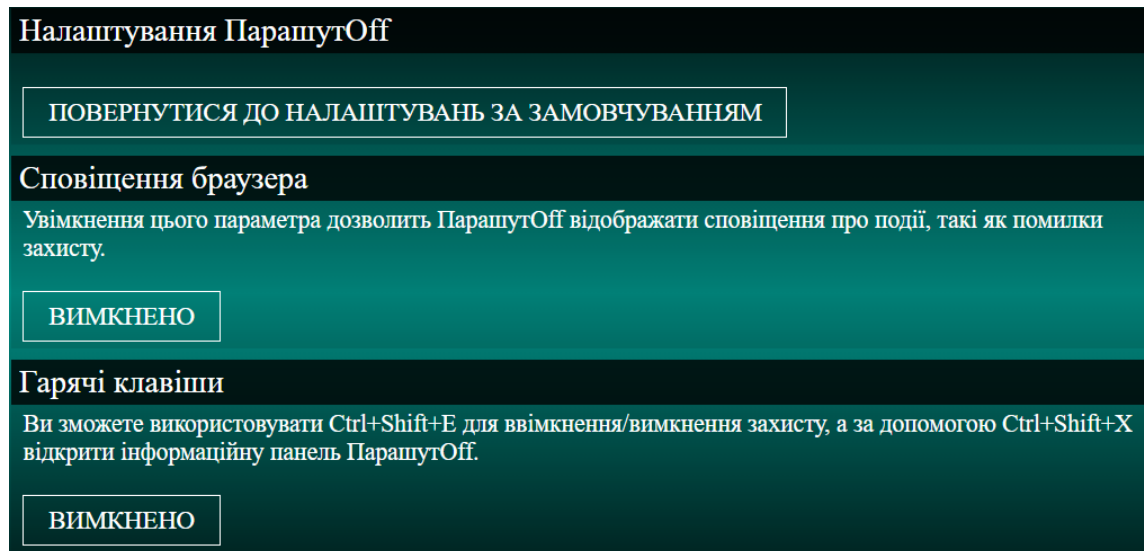 Налаштування ПарашутOff
ПОВЕРНУТИСЯ ДО НАЛАШТУВАНЬ ЗА ЗАМОВЧУВАННЯМ
Сповіщення браузера
Увімкнення цього параметра дозволить ПарашутOff відображати сповіщення про події, такі як помилки
захисту.
ВИМКНЕНО
Гарячі клавіши
Ви зможете використовувати Ctrl+Shift+E для ввімкнення/вимкнення захисту, а за допомогою Ctrl+Shift+X
відкрити інформаційну панель ПарашутOff.
ВИМКНЕНО